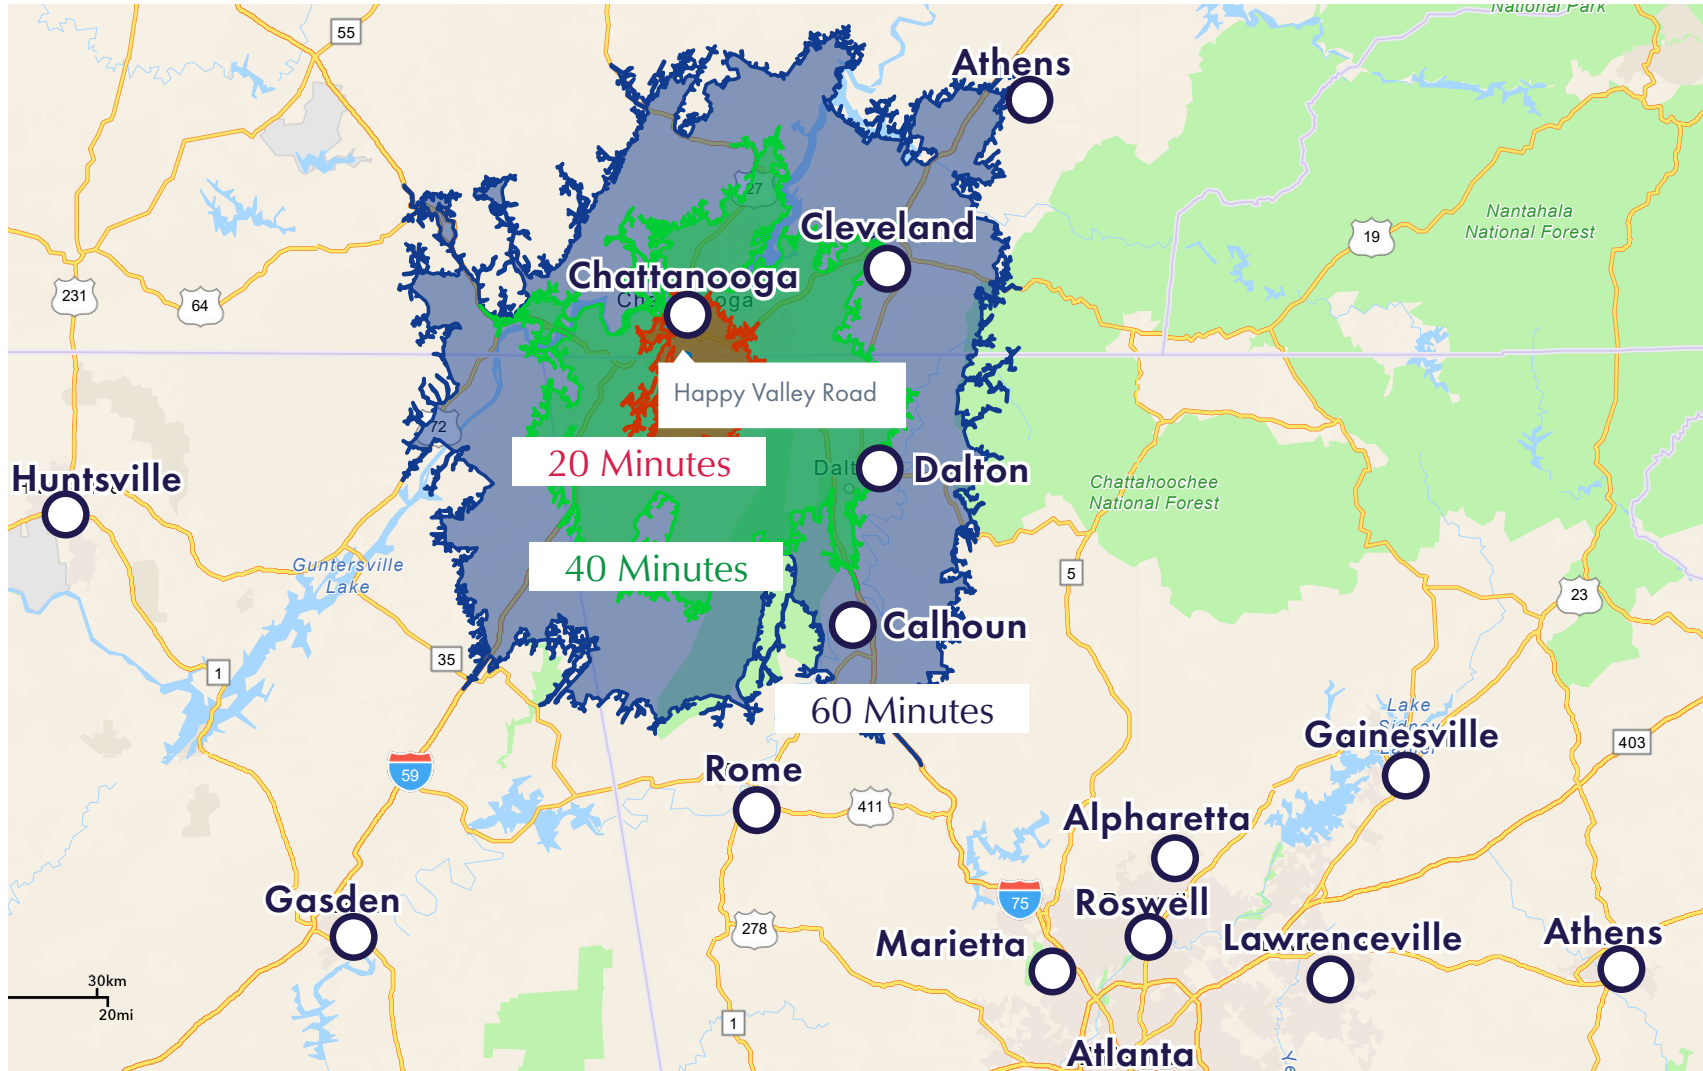 National Park
55
Athens
27
Nantahala
National Forest
19
Cleveland
Chattanooga
231
64
Happy Valley Road
72
20 Minutes
Dalton
Huntsville
Chattahoochee
National Forest
Guntersville
Lake
40 Minutes
5
23
Calhoun
35
1
60 Minutes
Lake
Sidney
Gainesville
403
59
Rome
411
Alpharetta
75
Roswell
Gasden
278
Marietta
Lawrenceville
Athens
30km
20mi
1
Atlanta